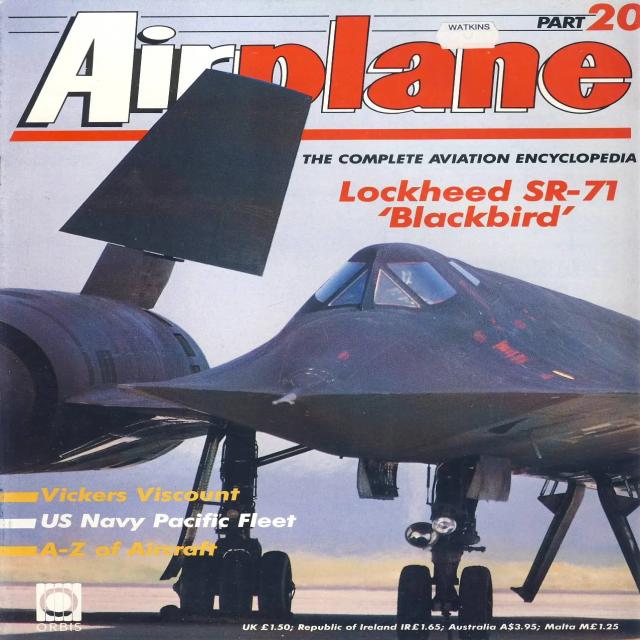 WATKINS
PART 20
Airplane
THE COMPLETE AVIATION ENCYCLOPEDIA
Lockheed SR-71
‘Blackbird’
Vickers Viscount
US Navy Pacific Fleet
A-Z of Aircraft
ORBIS
UK £1.50; Republic of Ireland IR£1.65; Australia A$3.95; Malta M£1.25